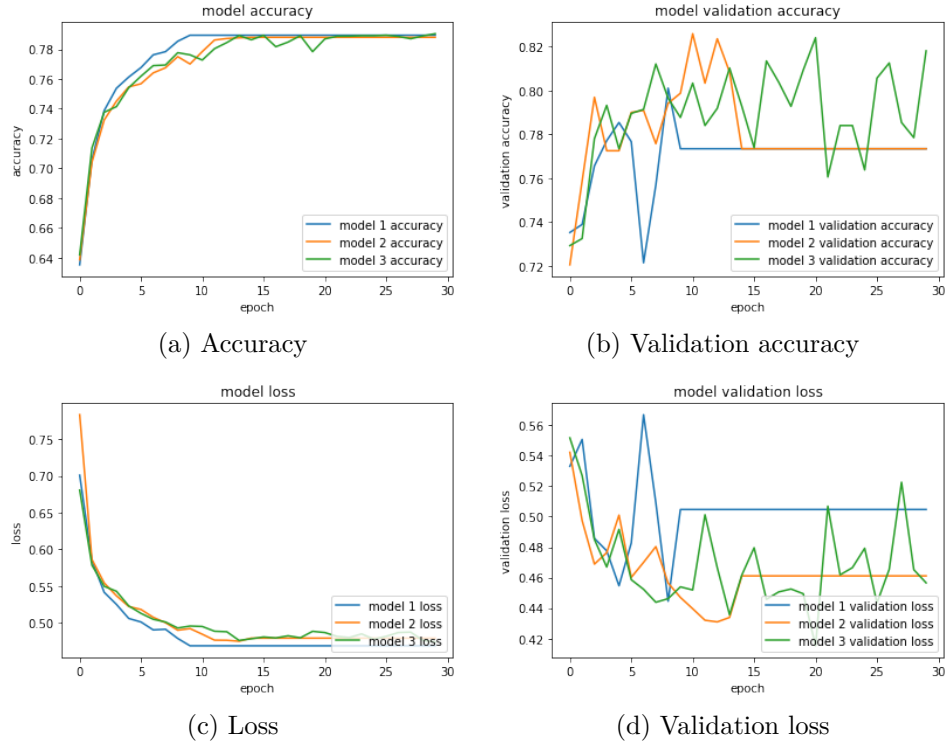 model accuracy
0.78
0.76
0.74
0.72
0.70
0.68
0.66
0.64
accuracy
model 1 accuracy
model 2 accuracy
model 3 accuracy
0 5 10 15 20 25 30
epoch
(a) Accuracy
model validation accuracy
0.82
0.80
0.78
0.76
0.74
0.72
validation accuracy
model 1 validation accuracy
model 2 validation accuracy
model 3 validation accuracy
0 5 10 15 20 25 30
epoch
(b) Validation accuracy
model loss
0.75
0.70
0.65
0.60
0.55
0.50
loss
model 1 loss
model 2 loss
model 3 loss
0 5 10 15 20 25 30
epoch
(c) Loss
model validation loss
0.56
0.54
0.52
0.50
0.48
0.46
0.44
0.42
validation loss
model 1 validation loss
model 2 validation loss
model 3 validation loss
0 5 10 15 20 25 30
epoch
(d) Validation loss